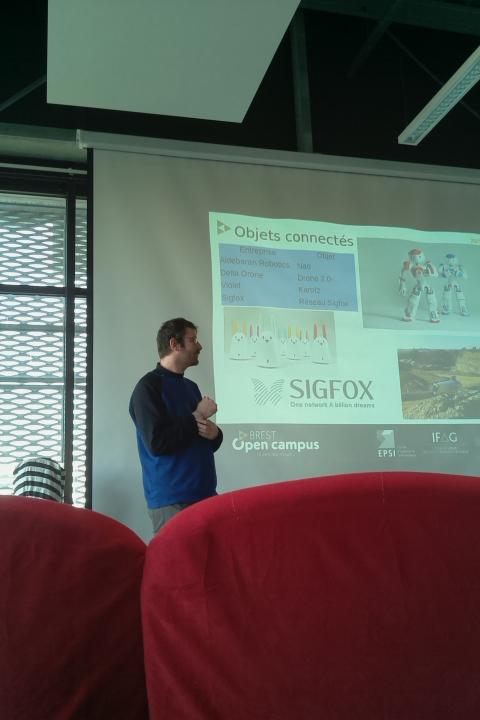 Objets connectés
Entreprise Objet
Aldebaran Robotics Nao
Delta Drone Drone 2.0
Violet Karotz
Sigfox Réseau Sigfox
SIGFOX
One network A billion dreams
BREST
Open campus
EPSI
IFAG